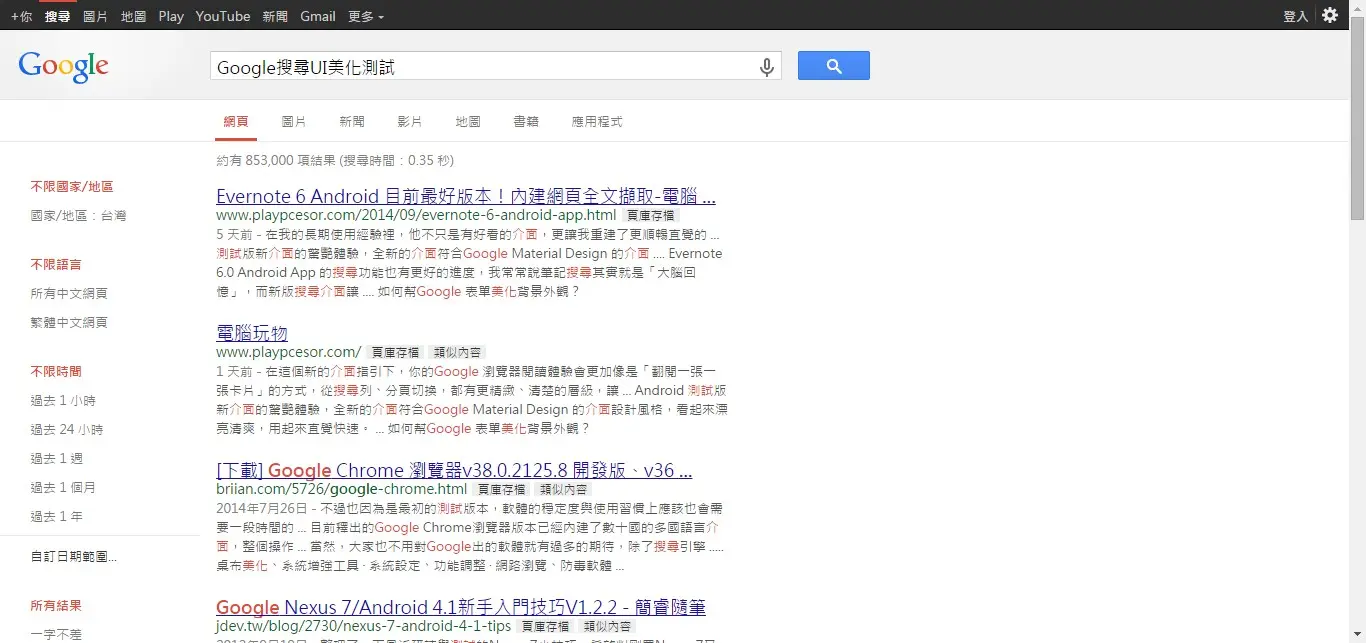 +你 搜尋 圖片 地圖 Play YouTube 新聞 Gmail 更多 登入
Google Google搜尋UI美化測試
網頁 圖片 新聞 影片 地圖 書籍 應用程式
約有 853,000 項結果 (搜尋時間：0.35 秒)
不限國家/地區
國家/地區：台灣
不限語言
所有中文網頁
繁體中文網頁
不限時間
過去 1 小時
過去 24 小時
過去 1 週
過去 1 個月
過去 1 年
自訂日期範圍...
所有結果
一字不差
Evernote 6 Android 目前最好版本！內建網頁全文擷取-電腦 ...
www.playpcesor.com/2014/09/evernote-6-android-app.html 頁庫存檔
5 天前 - 在我的長期使用經驗裡，他不只是有好看的介面，更讓我重建了更順暢直覺的 ...
測試版新介面的驚艷體驗，全新的介面符合Google Material Design 的介面 .... Evernote
6.0 Android App 的搜尋功能也有更好的進度，我常常說筆記搜尋其實就是「大腦回
憶」，而新版搜尋介面讓 .... 如何幫Google 表單美化背景外觀？
電腦玩物
www.playpcesor.com/ 頁庫存檔 類似內容
1 天前 - 在這個新的介面指引下，你的Google 瀏覽器閱讀體驗會更加像是「翻閱一張一
張卡片」的方式，從搜尋列、分頁切換，都有更精緻、清楚的層級，讓 ... Android 測試版
新介面的驚艷體驗，全新的介面符合Google Material Design 的介面設計風格，看起來漂
亮清爽，用起來直覺快速。 ... 如何幫Google 表單美化背景外觀？
[下載] Google Chrome 瀏覽器v38.0.2125.8 開發版、v36 ...
briian.com/5726/google-chrome.html 頁庫存檔 類似內容
2014年7月26日 - 不過也因為是最初的測試版本，軟體的穩定度與使用習慣上應該也會需
要一段時間的 ... 目前釋出的Google Chrome瀏覽器版本已經內建了數十國的多國語言介
面，整個操作 ... 當然，大家也不用對Google出的軟體就有過多的期待，除了搜尋引擎 .....
桌布美化、系統增強工具 · 系統設定、功能調整 · 網路瀏覽、防毒軟體 ...
Google Nexus 7/Android 4.1新手入門技巧V1.2.2 - 簡睿隨筆
jdev.tw/blog/2730/nexus-7-android-4-1-tips 頁庫存檔 類似內容